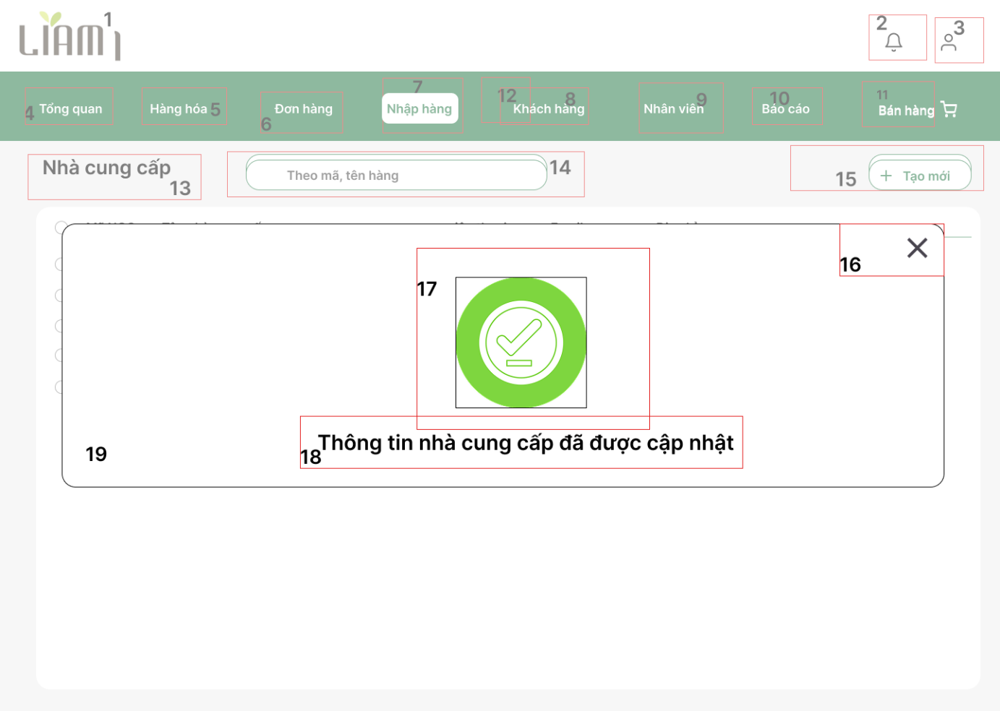 LIAM 1
2
3
4 Tổng quan
Hàng hóa 5
6 Đơn hàng
7
Nhập hàng
12
8
Khách hàng
Nhân viên 9
10
Báo cáo
11
Bán hàng
Nhà cung cấp
13
Theo mã, tên hàng
14
15
+ Tạo mới
16
17
Thông tin nhà cung cấp đã được cập nhật
18
19